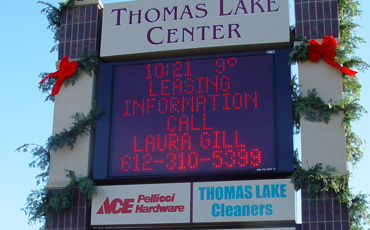 THOMAS LAKE
CENTER
10:21 9°
LEASING
INFORMATION
CALL
LAURA GILL
612-310-5399
ACE Pellicci
Hardware
THOMAS LAKE
Cleaners